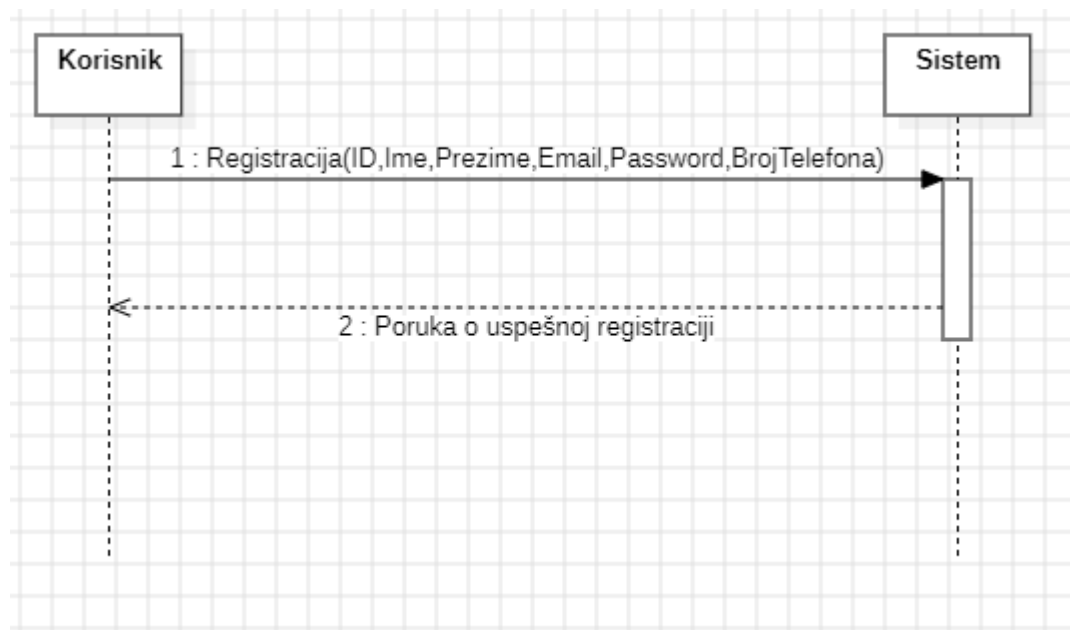 Korisnik
Sistem
1 : Registracija(ID,Ime,Prezime,Email,Password,BrojTelefona)
2 : Poruka o uspešnoj registraciji